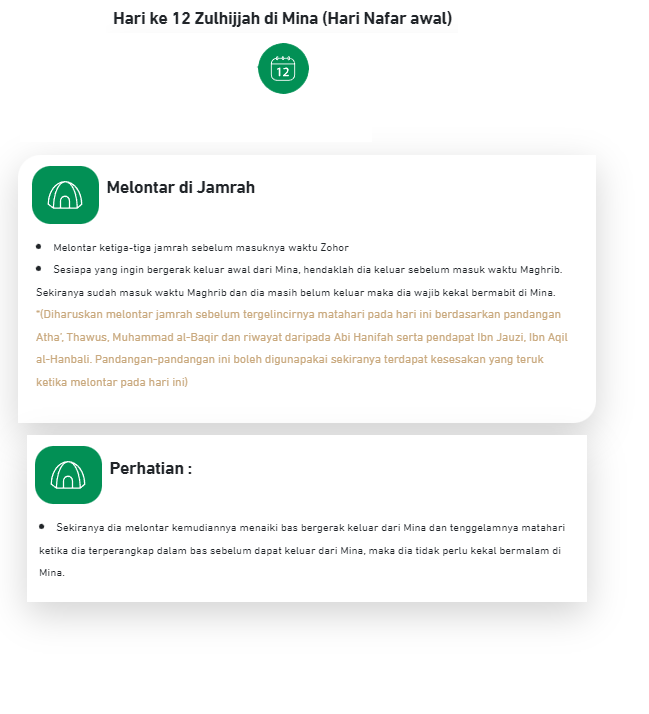 Hari ke 12 Zulhijjah di Mina (Hari Nafar awal)
12
Melontar di Jamrah
• Melontar ketiga-tiga jamrah sebelum masuknya waktu Zohor
• Sesiapa yang ingin bergerak keluar awal dari Mina, hendaklah dia keluar sebelum masuk waktu Maghrib.
Sekiranya sudah masuk waktu Maghrib dan dia masih belum keluar maka dia wajib kekal bermabit di Mina.
*(Diharuskan melontar jamrah sebelum tergelincirnya matahari pada hari ini berdasarkan pandangan
Atha', Thawus, Muhammad al-Baqir dan riwayat daripada Abi Hanifah serta pendapat Ibn Jauzi, Ibn Aqil
al-Hanbali. Pandangan-pandangan ini boleh digunapakai sekiranya terdapat kesesakan yang teruk
ketika melontar pada hari ini)
Perhatian :
• Sekiranya dia melontar kemudiannya menaiki bas bergerak keluar dari Mina dan tenggelamnya matahari
ketika dia terperangkap dalam bas sebelum dapat keluar dari Mina, maka dia tidak perlu kekal bermalam di
Mina.